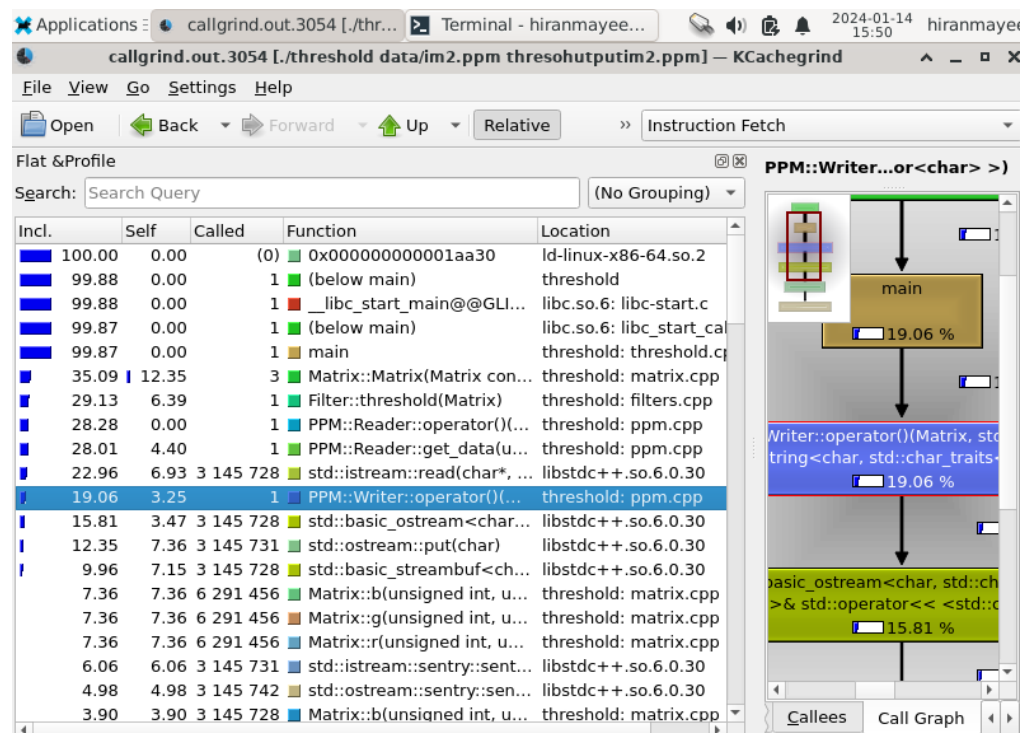 Applications callgrind.out.3054 [./thr... Terminal - hiranmayee... 2024-01-14 hiranmayee
15:50
callgrind.out.3054 [./threshold data/im2.ppm thresohutputim2.ppm] — KCachegrind
File View Go Settings Help
Open Back Forward Up Relative » Instruction Fetch
Flat &Profile
Search: Search Query (No Grouping)
Incl. Self Called Function Location
100.00 0.00 (0) 0x000000000001aa30 ld-linux-x86-64.so.2
99.88 0.00 1 (below main) threshold
99.88 0.00 1 __libc_start_main@@GLI... libc.so.6: libc-start.c
99.87 0.00 1 (below main) libc.so.6: libc_start_cal
99.87 0.00 1 main threshold: threshold.cp
35.09 12.35 3 Matrix::Matrix(Matrix con... threshold: matrix.cpp
29.13 6.39 1 Filter::threshold(Matrix) threshold: filters.cpp
28.28 0.00 1 PPM::Reader::operator()(... threshold: ppm.cpp
28.01 4.40 1 PPM::Reader::get_data(u... threshold: ppm.cpp
22.96 6.93 3 145 728 std::istream::read(char*, ... libstdc++.so.6.0.30
19.06 3.25 1 PPM::Writer::operator()(... threshold: ppm.cpp
15.81 3.47 3 145 728 std::basic_ostream<char... libstdc++.so.6.0.30
12.35 7.36 3 145 731 std::ostream::put(char) libstdc++.so.6.0.30
9.96 7.15 3 145 728 std::basic_streambuf<ch... libstdc++.so.6.0.30
7.36 7.36 6 291 456 Matrix::b(unsigned int, u... threshold: matrix.cpp
7.36 7.36 6 291 456 Matrix::g(unsigned int, u... threshold: matrix.cpp
7.36 7.36 6 291 456 Matrix::r(unsigned int, u... threshold: matrix.cpp
6.06 6.06 3 145 731 std::istream::sentry::sent... libstdc++.so.6.0.30
4.98 4.98 3 145 742 std::ostream::sentry::sen... libstdc++.so.6.0.30
3.90 3.90 3 145 728 Matrix::b(unsigned int, u... threshold: matrix.cpp
PPM::Writer...or<char> >)
main
19.06 %
Writer::operator()(Matrix, std
tring<char, std::char_traits<
19.06 %
basic_ostream<char, std::ch
>& std::operator<< <std::c
15.81 %
Callees Call Graph